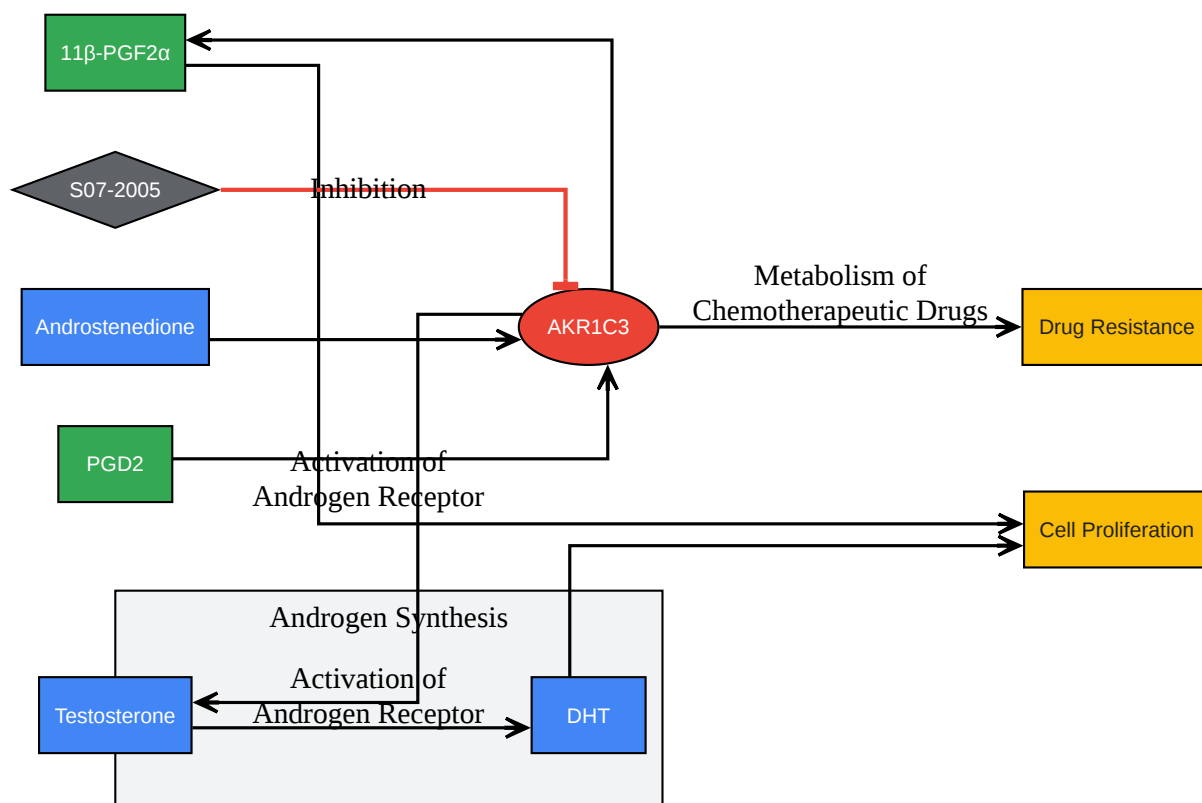 11β-PGF2α
S07-2005
Inhibition
Androstenedione
AKR1C3
Metabolism of
Chemotherapeutic Drugs
Drug Resistance
PGD2
Activation of
Androgen Receptor
Cell Proliferation
Androgen Synthesis
Testosterone
Activation of
Androgen Receptor
DHT